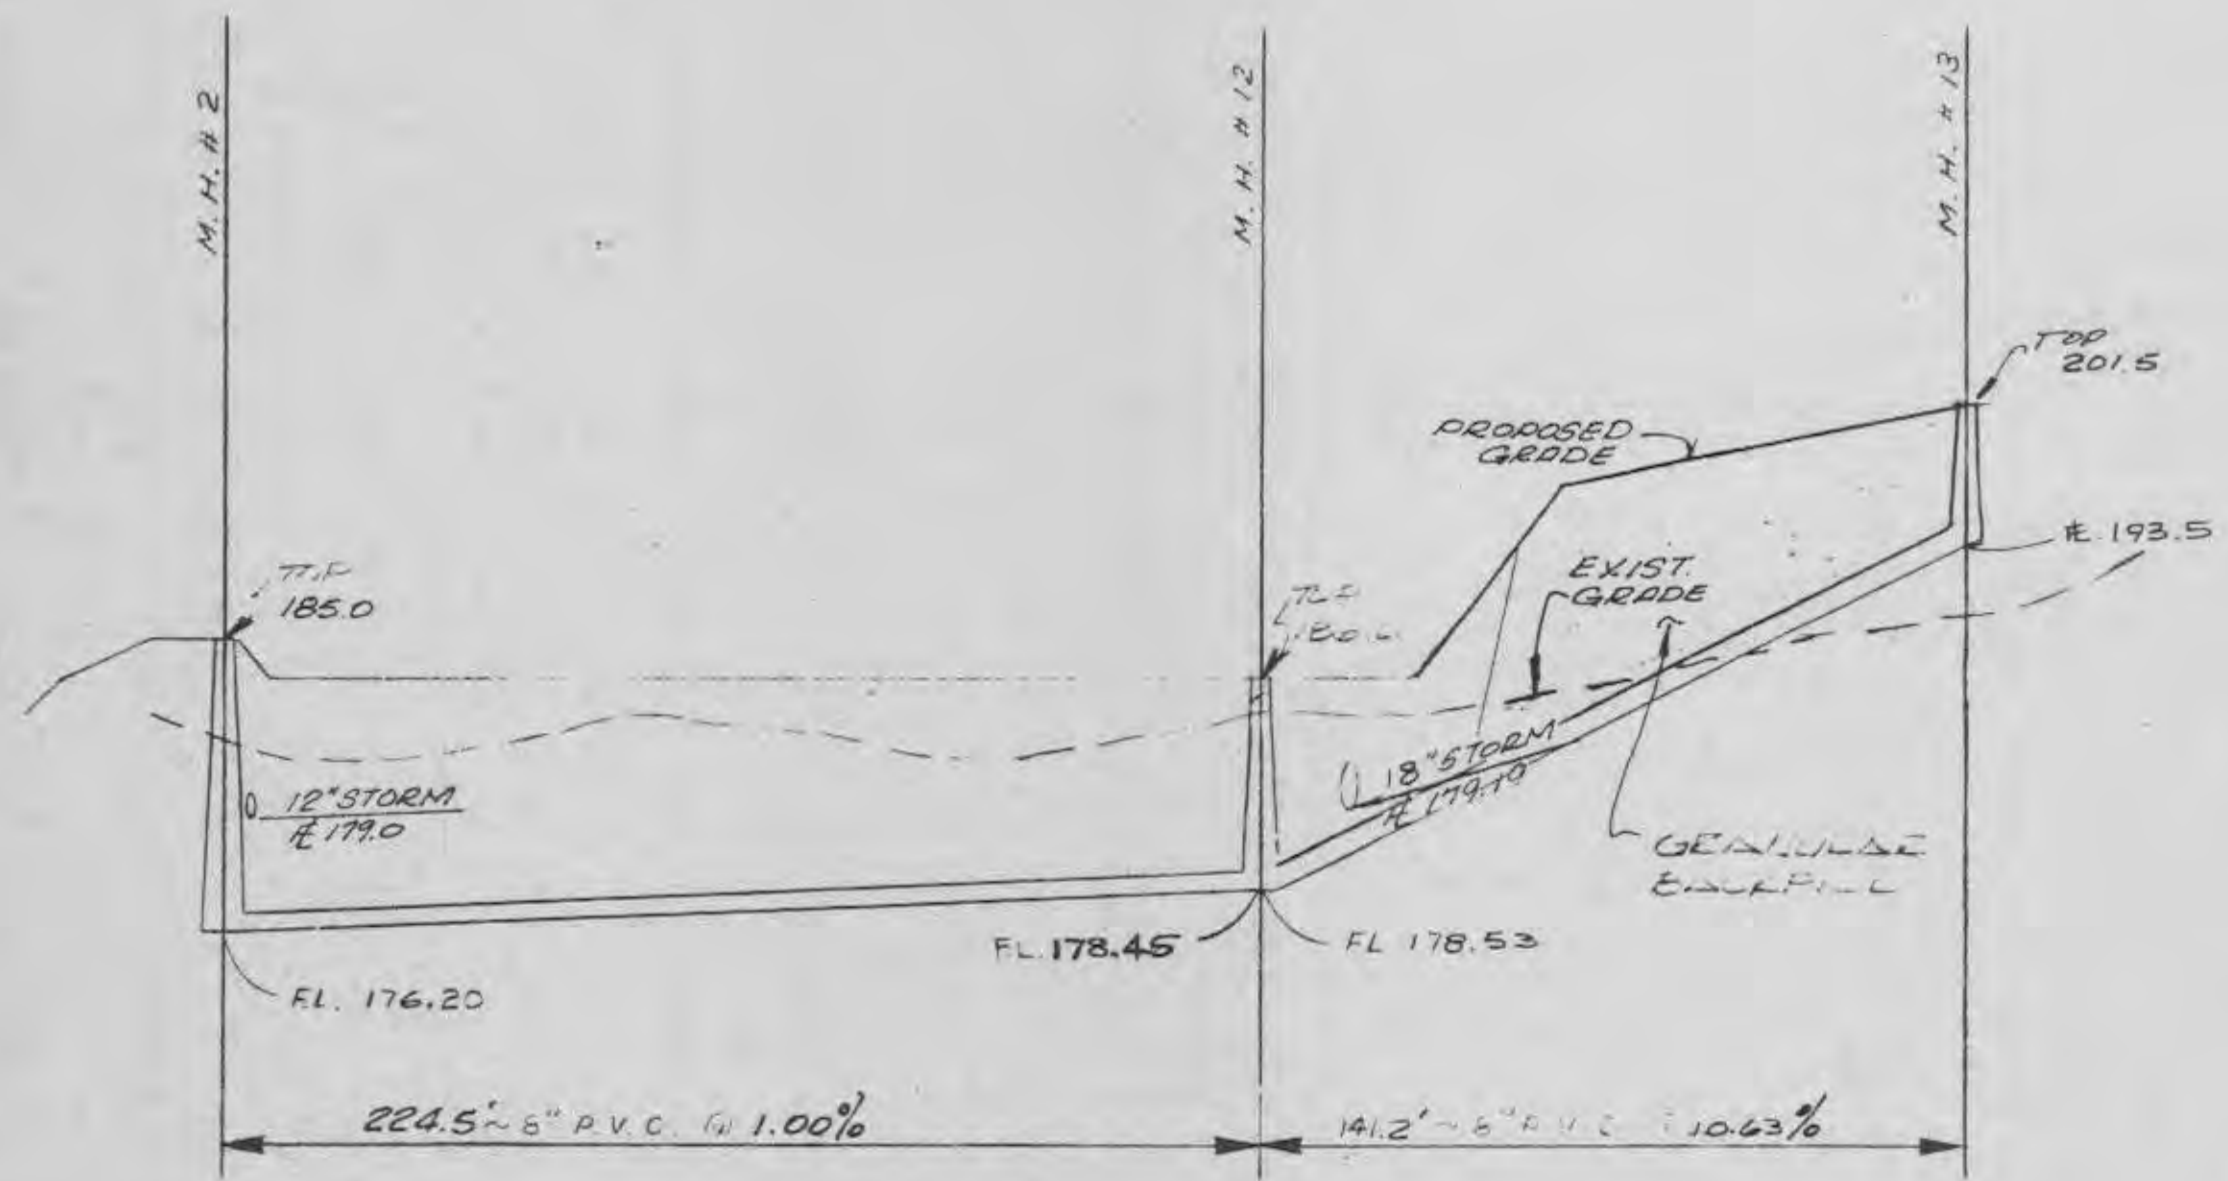 M. H. # 2
M. H. # 12
M. H. # 13
TOP
201.5
PROPOSED
GRADE
EXIST.
GRADE
193.5
185.0
12" STORM
179.0
18" STORM
FL. 178.45
FL 178.53
FL. 176.20
224.5' ~ P.V.C. 1.00%
141.2' ~ 10.63%